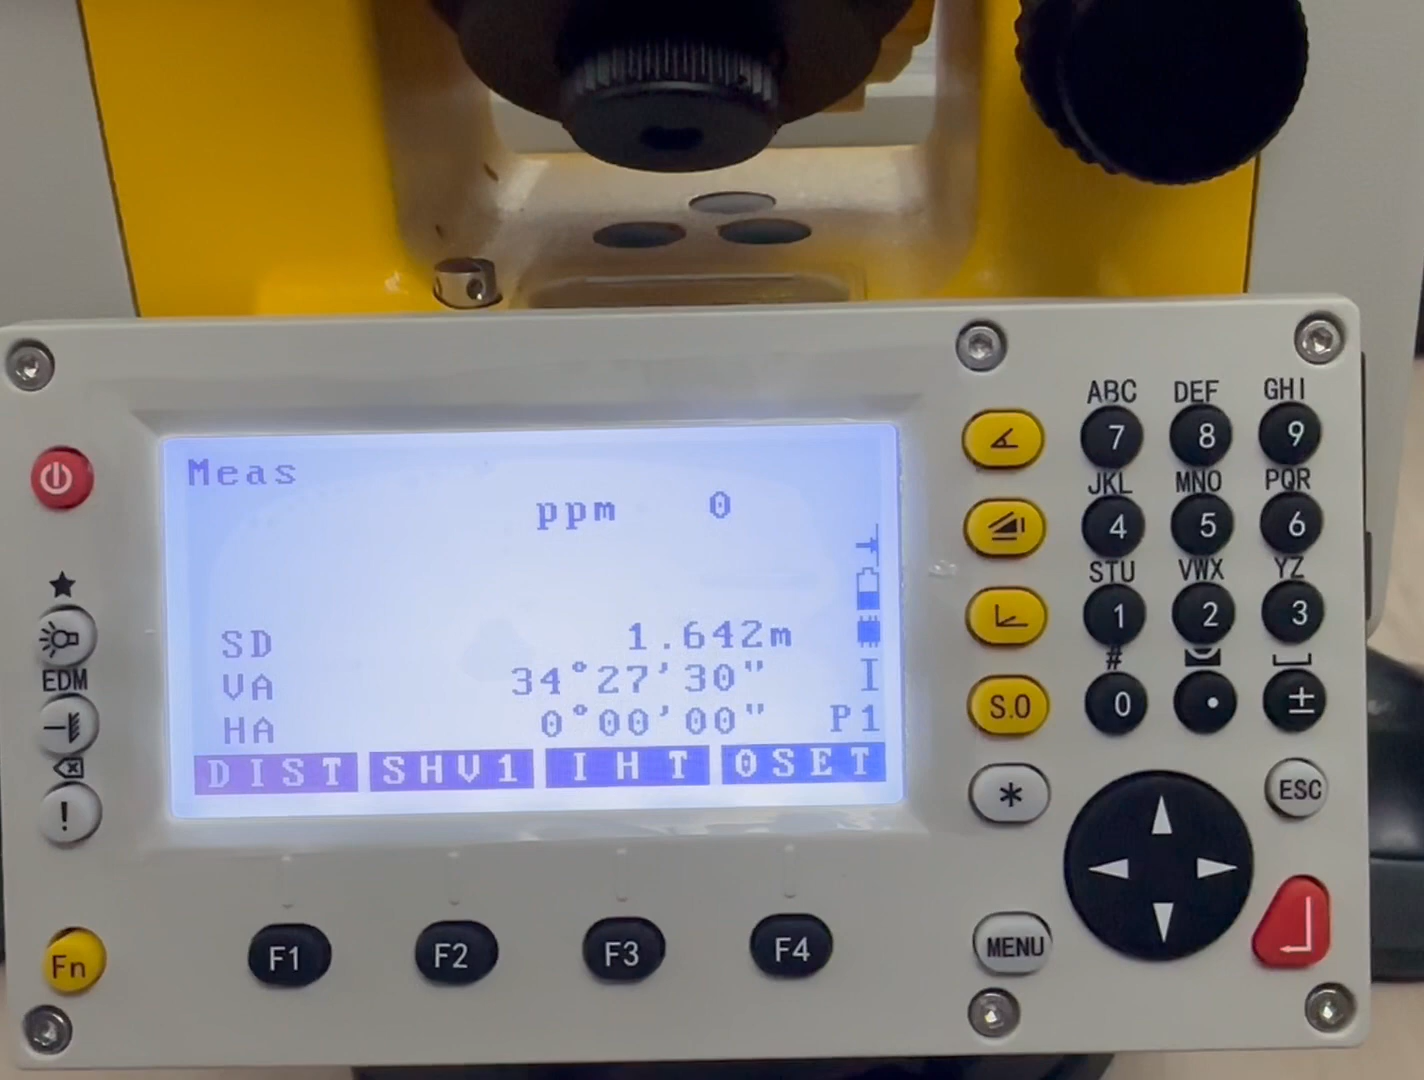 Meas
ppm 0
SD 1.642m
VA 34°27'30" I
HA 0°00'00" P1
DIST SHV1 IHT 0SET
★
EDM
!
Fn
F1 F2 F3 F4
S.O
*
MENU
ABC DEF GHI
7 8 9
JKL MNO PQR
4 5 6
STU VWX YZ
1 2 3
#
0 • ±
ESC